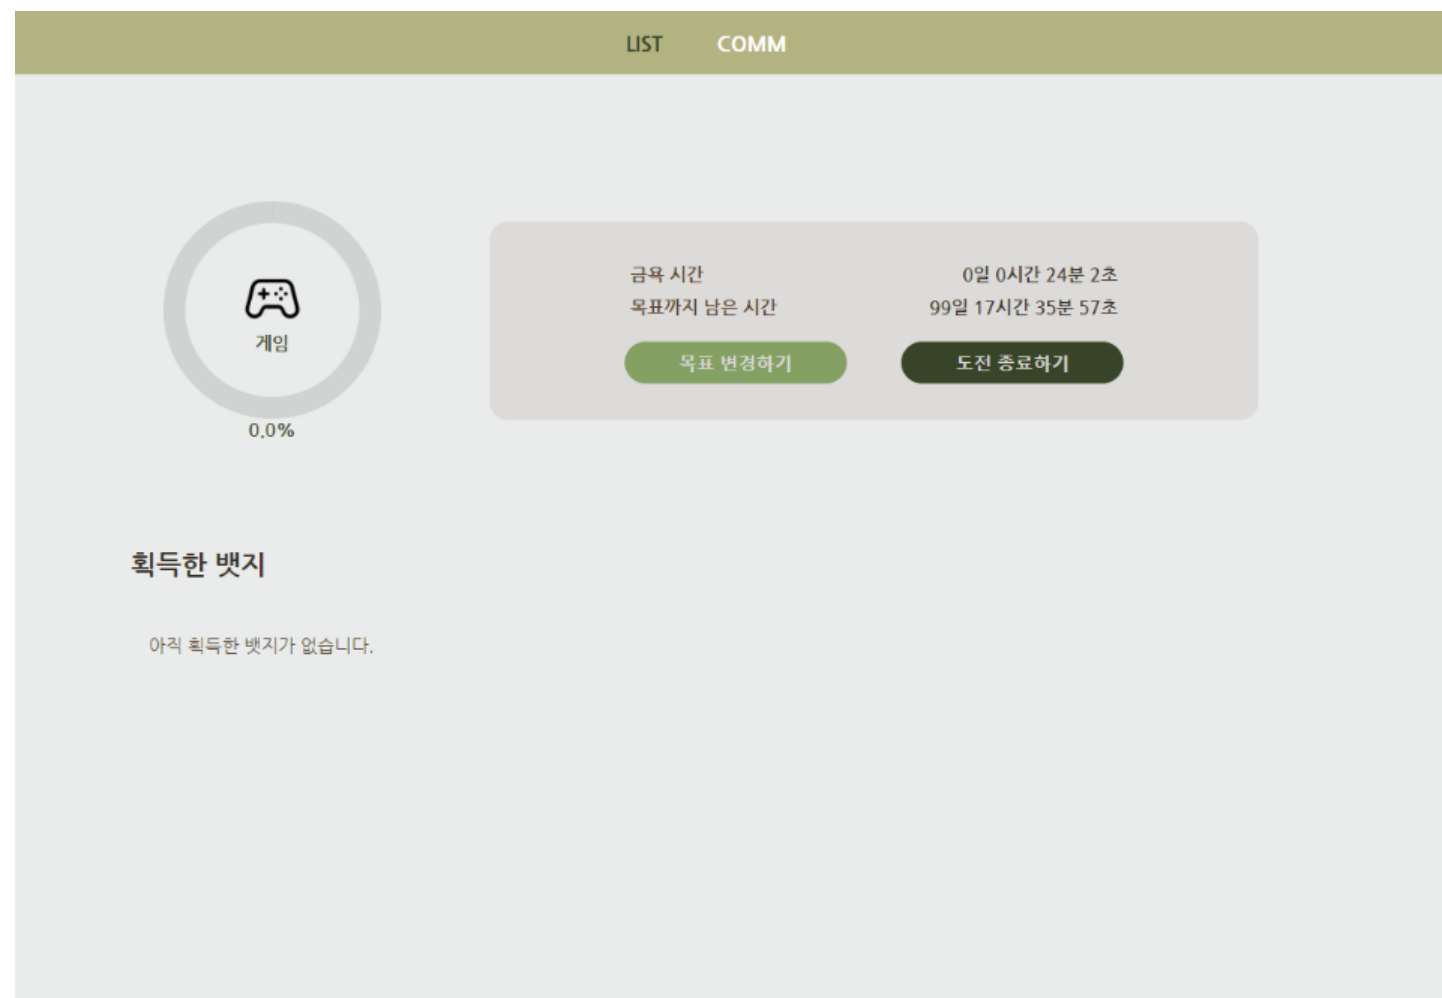 LIST COMM
금욕 시간 0일 0시간 24분 2초
목표까지 남은 시간 99일 17시간 35분 57초
게임
목표 변경하기 도전 종료하기
0.0%
획득한 뱃지
아직 획득한 뱃지가 없습니다.